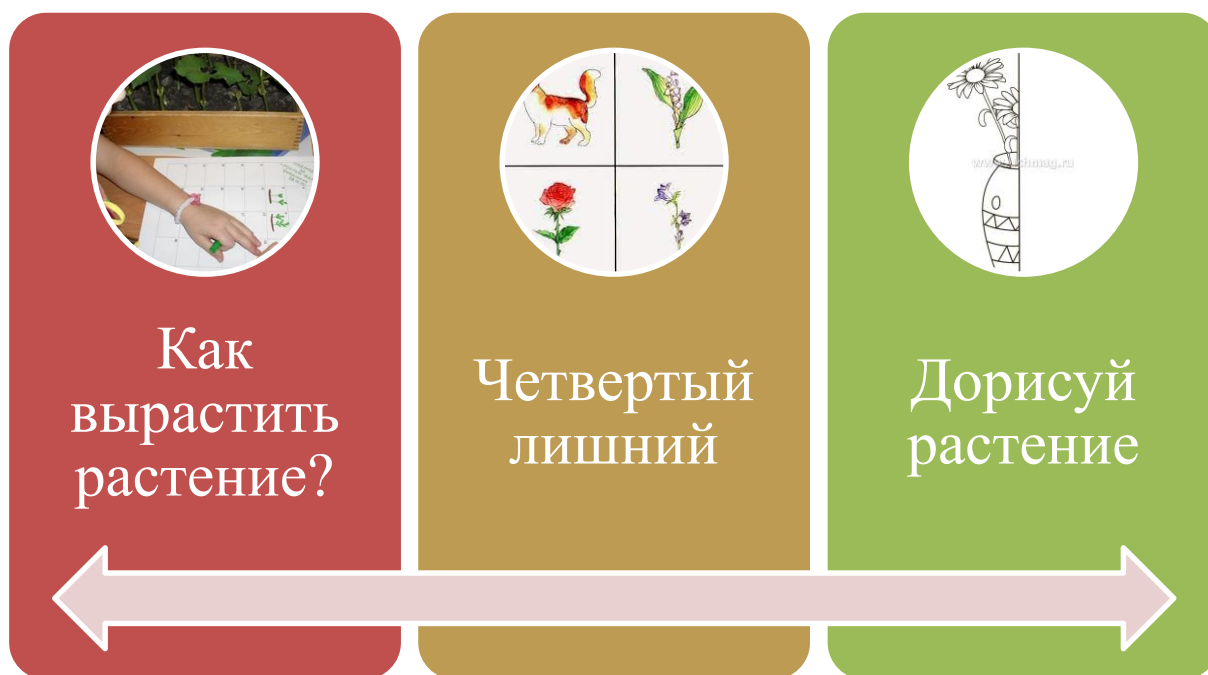 Как
вырастить
растение?
Четвертый
лишний
Дорисуй
растение